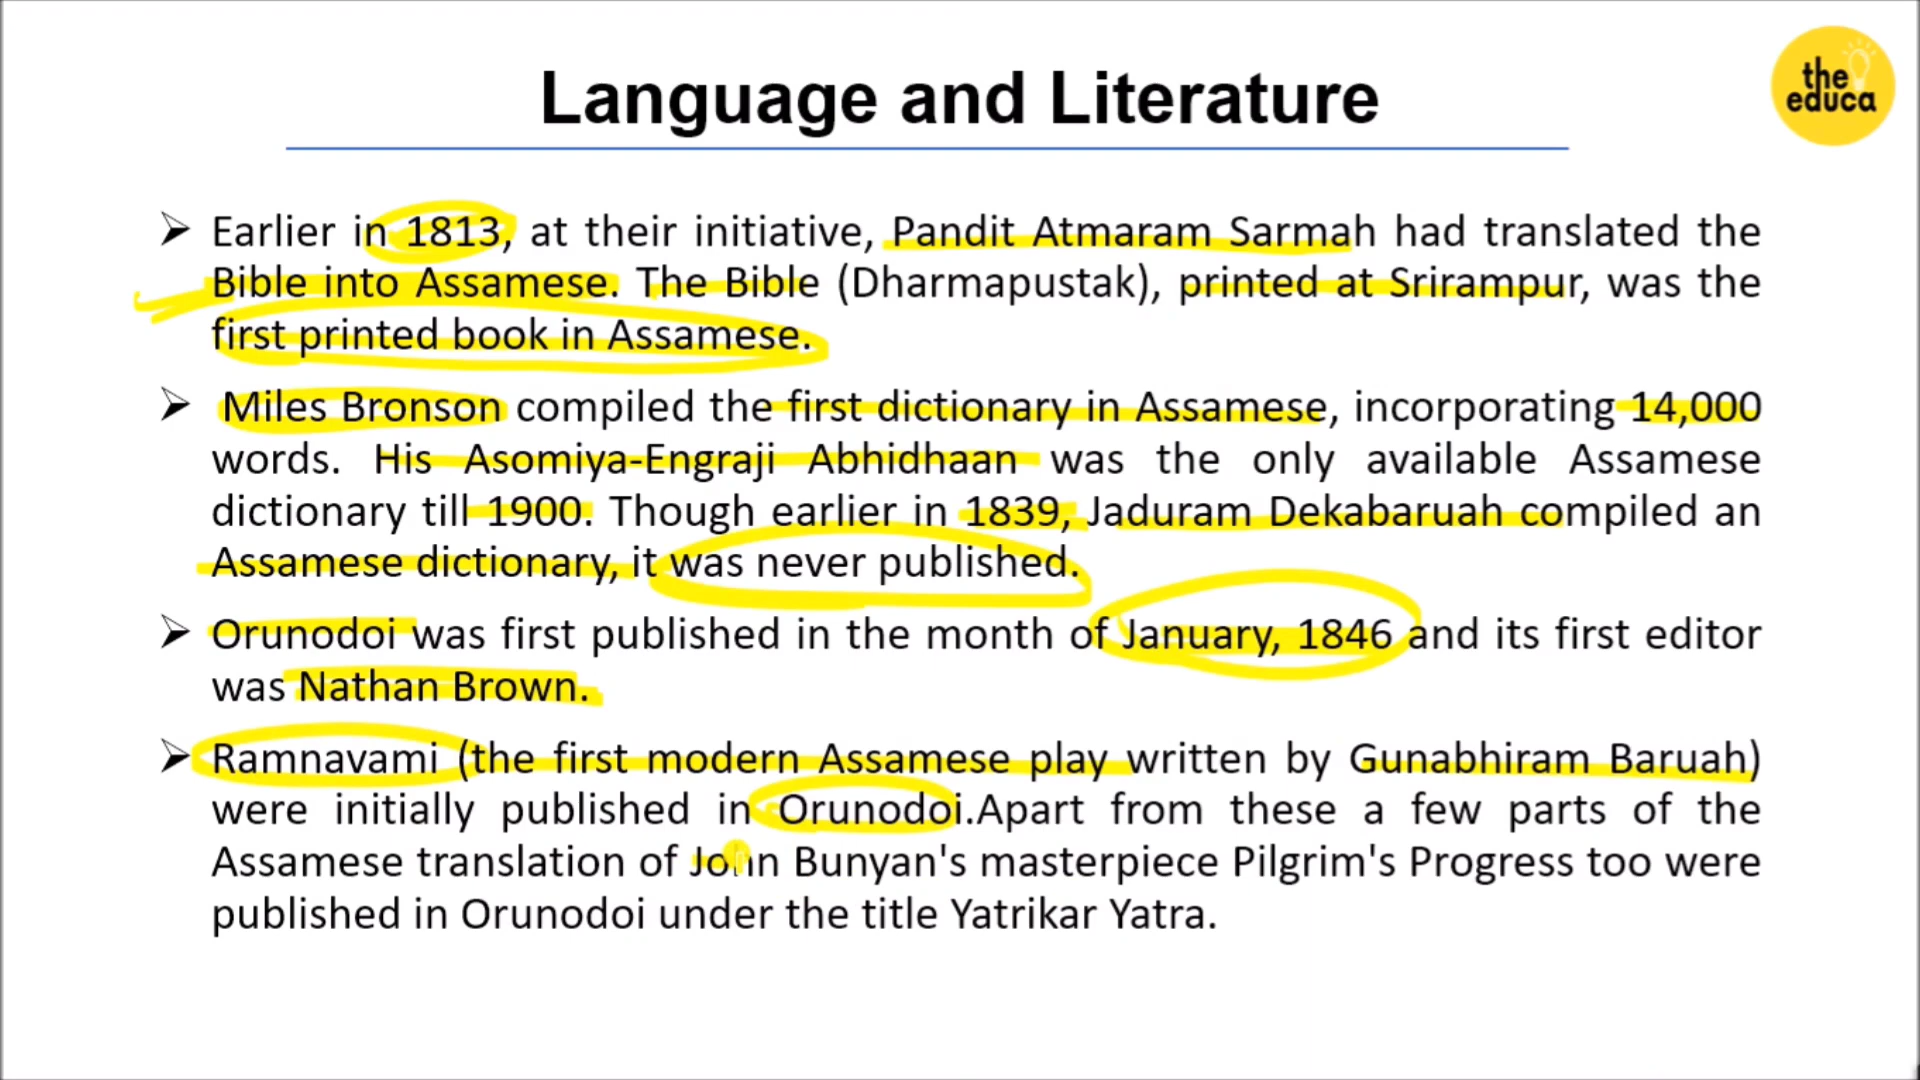 Language and Literature
the
educa
Earlier in 1813, at their initiative, Pandit Atmaram Sarmah had translated the
Bible into Assamese. The Bible (Dharmapustak), printed at Srirampur, was the
first printed book in Assamese.
Miles Bronson compiled the first dictionary in Assamese, incorporating 14,000
words. His Asomiya-Engraji Abhidhaan was the only available Assamese
dictionary till 1900. Though earlier in 1839, Jaduram Dekabaruah compiled an
Assamese dictionary, it was never published.
Orunodoi was first published in the month of January, 1846 and its first editor
was Nathan Brown.
Ramnavami (the first modern Assamese play written by Gunabhiram Baruah)
were initially published in Orunodoi.Apart from these a few parts of the
Assamese translation of John Bunyan's masterpiece Pilgrim's Progress too were
published in Orunodoi under the title Yatrikar Yatra.